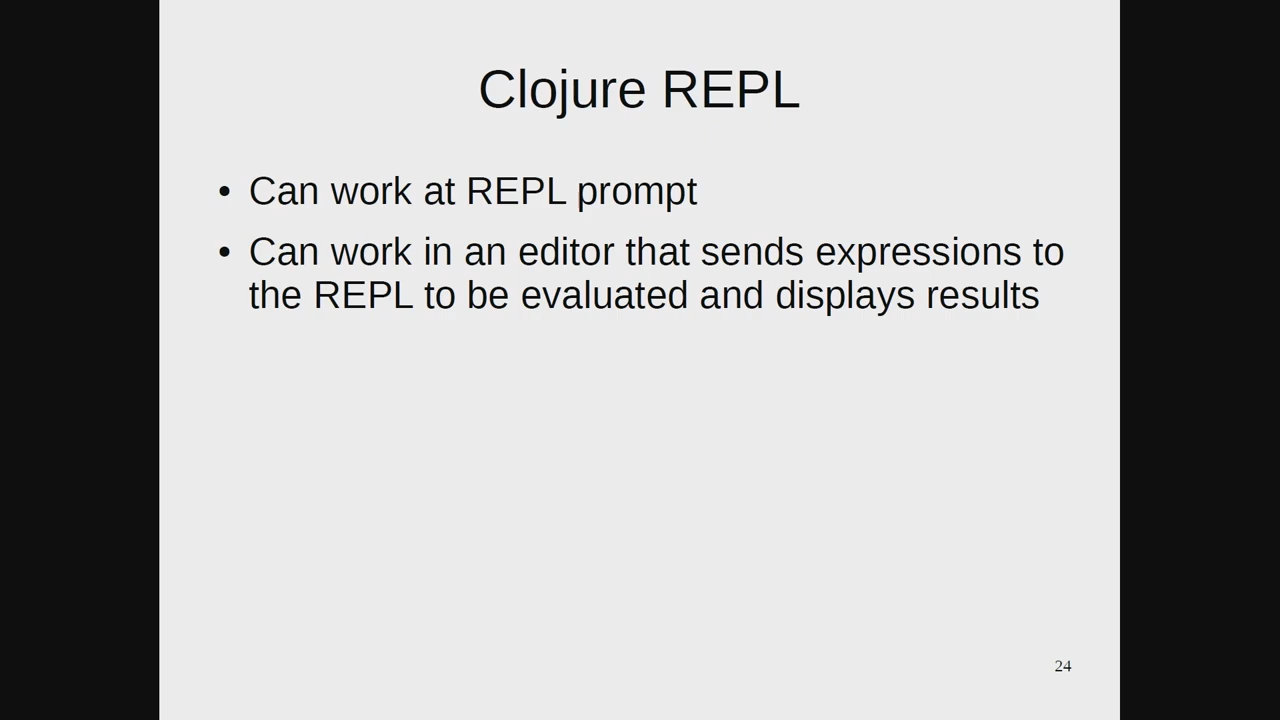 Clojure REPL
• Can work at REPL prompt
• Can work in an editor that sends expressions to
the REPL to be evaluated and displays results
24